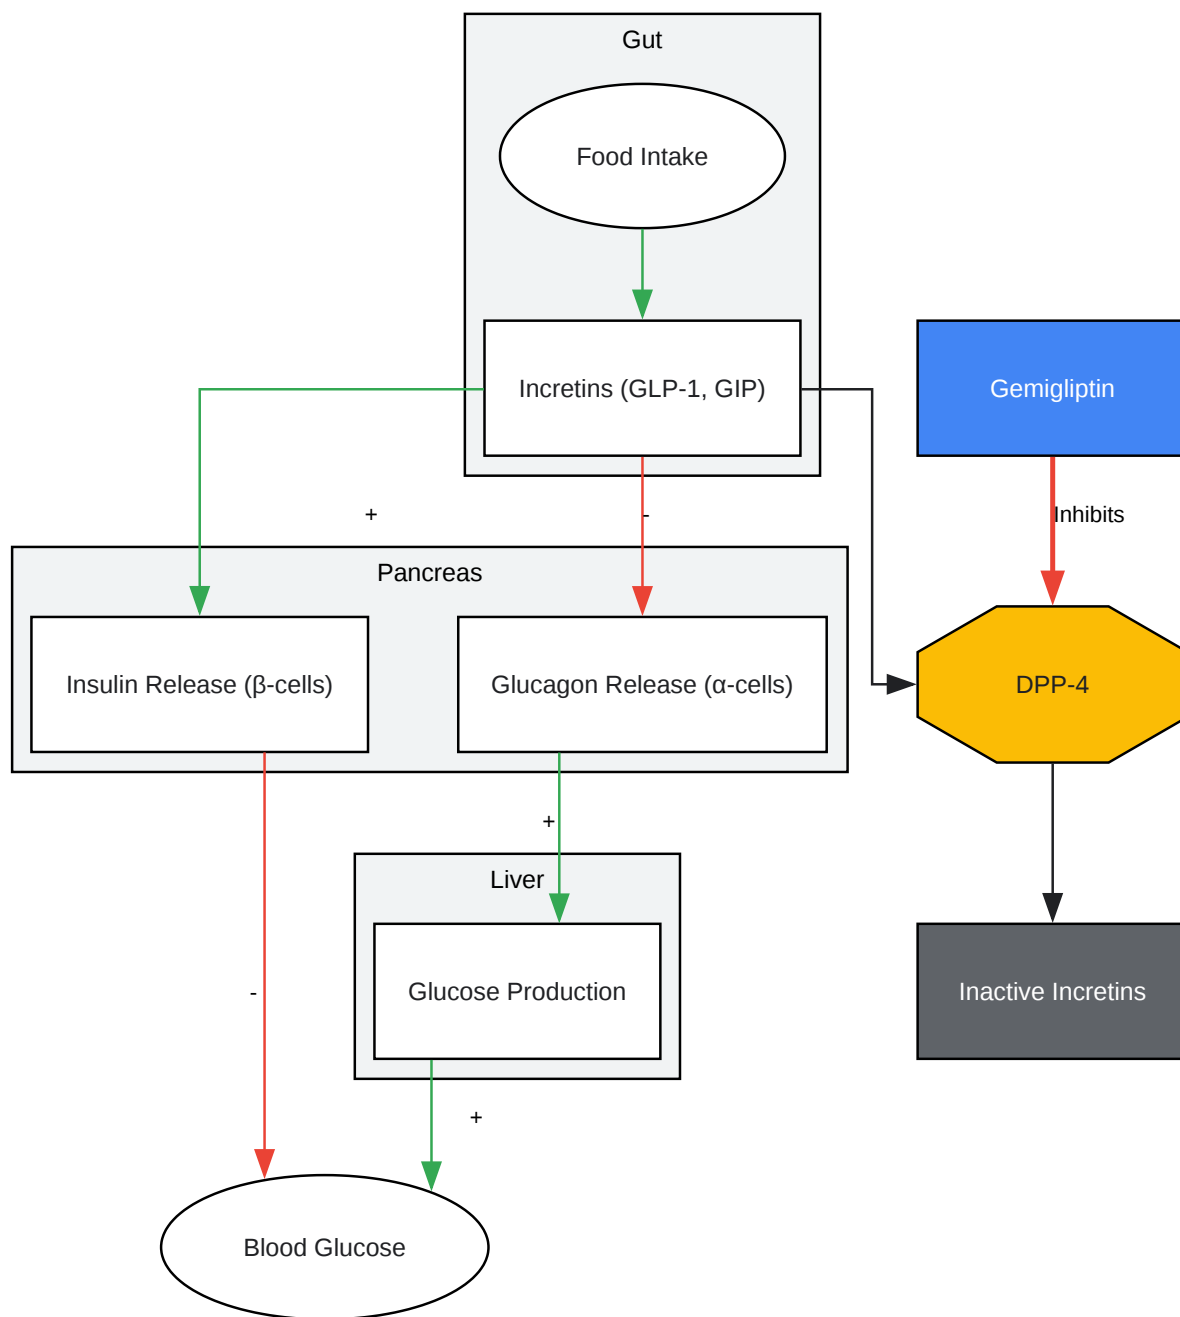 Gut
Food Intake
Incretins (GLP-1, GIP)
Gemigliptin
+
-
Inhibits
Pancreas
Insulin Release (β-cells)
Glucagon Release (α-cells)
DPP-4
+
Liver
-
Glucose Production
Inactive Incretins
+
Blood Glucose